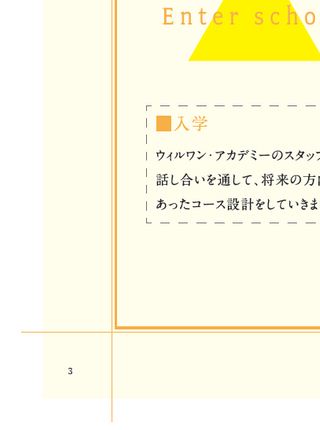 Enter scho
■入学
ウィルワン・アカデミーのスタッフ
話し合いを通して、将来の方
あったコース設計をしていきま
3